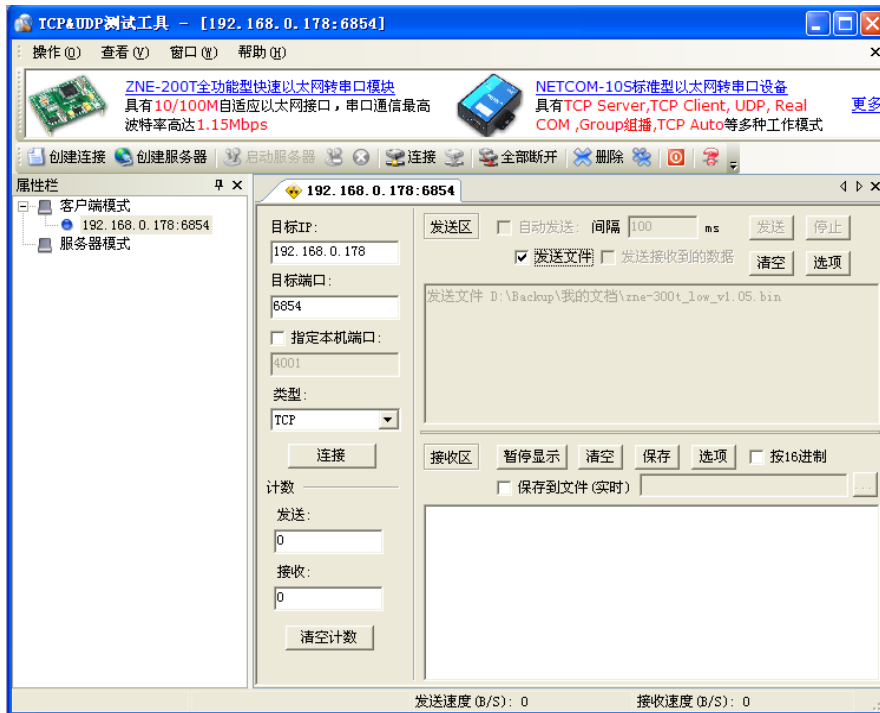 TCP&UDP测试工具 - [192.168.0.178:6854]
操作(O) 查看(V) 窗口(W) 帮助(H)
ZNE-200T全功能型快速以太网转串口模块
具有10/100M自适应以太网接口，串口通信最高
波特率高达1.15Mbps
NETCOM-10S标准型以太网转串口设备
具有TCP Server,TCP Client, UDP, Real
COM ,Group组播,TCP Auto等多种工作模式
更多
创建连接 创建服务器 启动服务器 连接 全部断开 删除
属性栏
客户端模式
192.168.0.178:6854
服务器模式
192.168.0.178:6854
目标IP:
192.168.0.178
目标端口:
6854
指定本机端口:
4001
类型:
TCP
连接
计数
发送:
0
接收:
0
清空计数
发送区 自动发送: 间隔 100 ms 发送 停止
发送文件 发送接收到的数据 清空 选项
发送文件 D:\Backup\我的文档\zne-300t_low_v1.05.bin
接收区 暂停显示 清空 保存 选项 按16进制
保存到文件(实时) ...
发送速度(B/S): 0 接收速度(B/S): 0